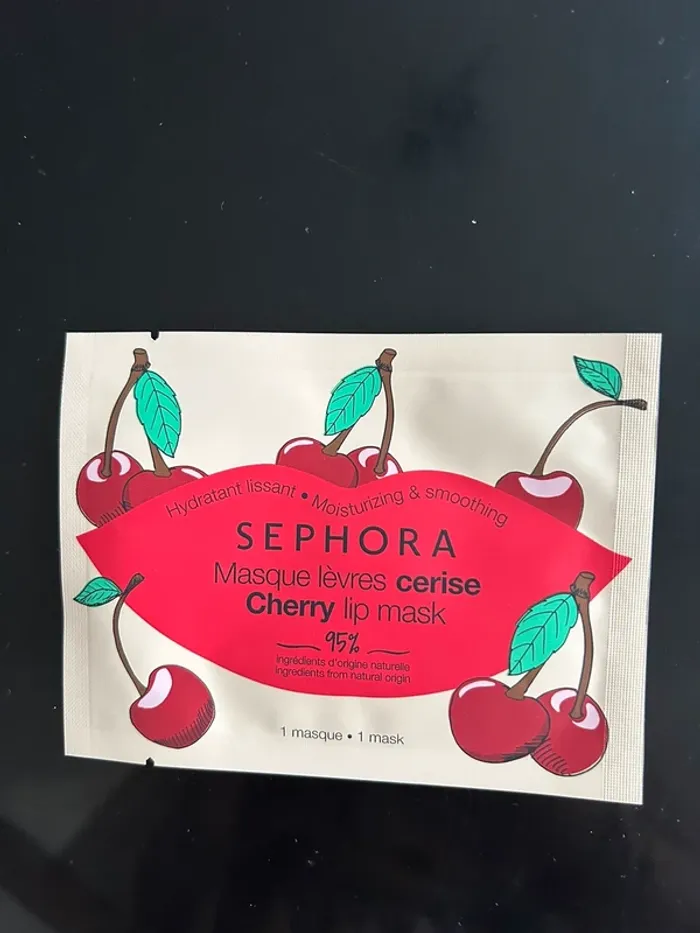 Hydratant lissant • Moisturizing & smoothing
SEPHORA
Masque lèvres cerise
Cherry lip mask
95%
ingrédients d'origine naturelle
ingredients from natural origin
1 masque • 1 mask